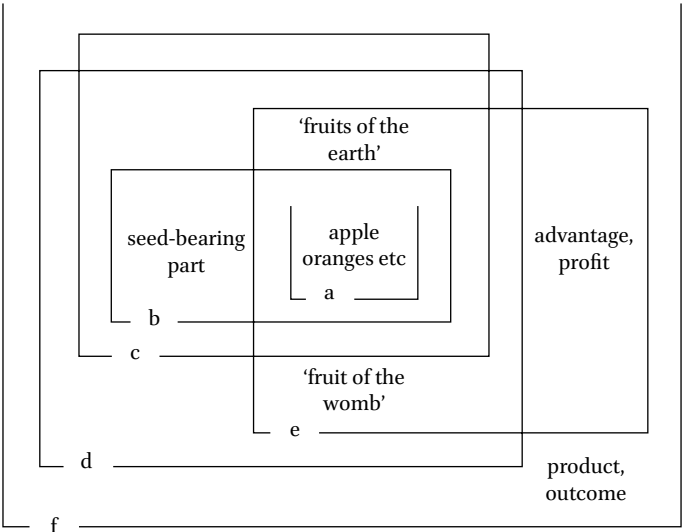 ‘fruits of the
earth’
seed-bearing
part
apple
oranges etc
advantage,
profit
a
b
c
‘fruit of the
womb’
e
d
product,
outcome
f